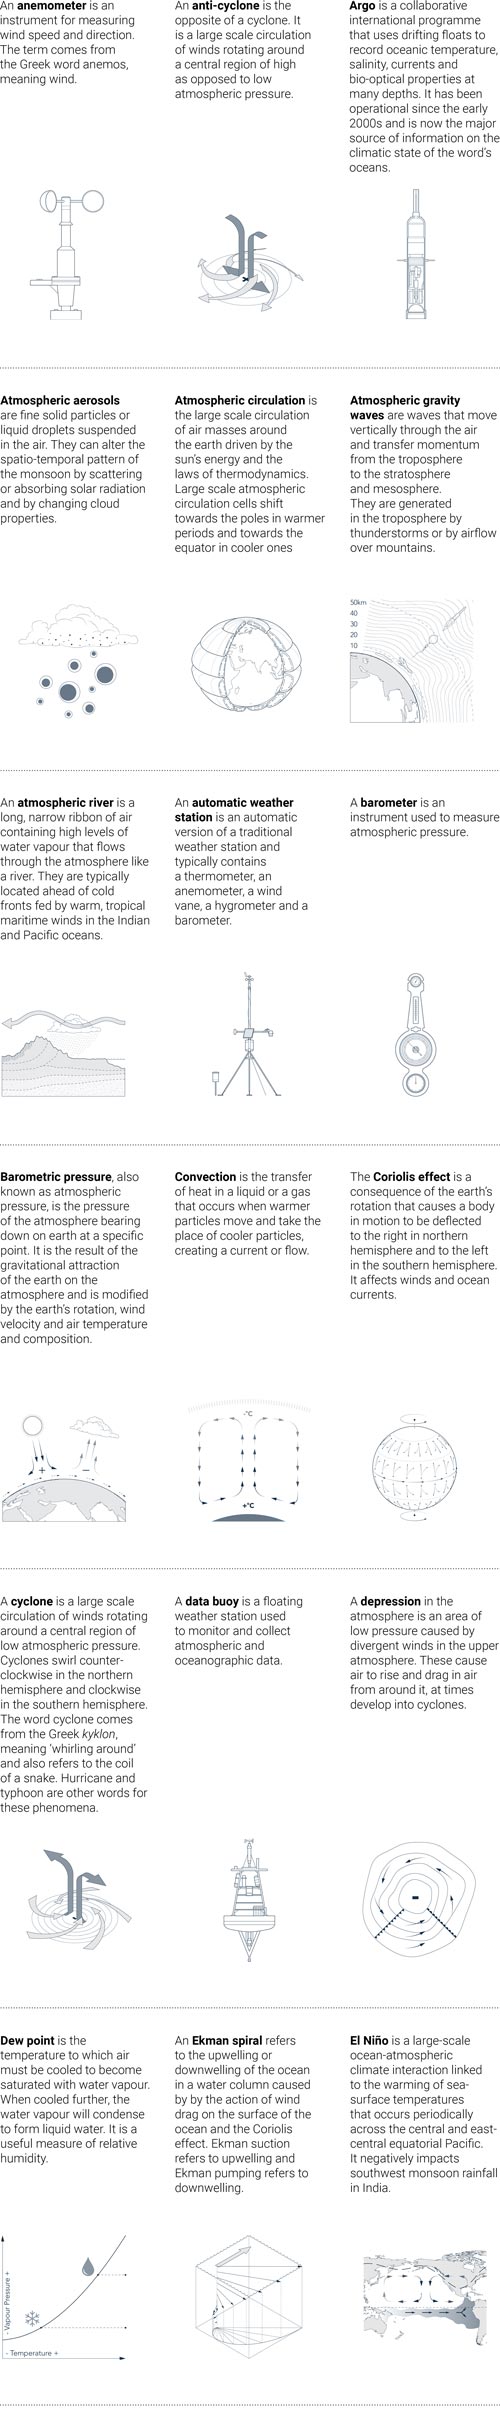 An anemometer is an
instrument for measuring
wind speed and direction.
The term comes from
the Greek word anemos,
meaning wind.
An anti-cyclone is the
opposite of a cyclone. It
is a large scale circulation
of winds rotating around
a central region of high
as opposed to low
atmospheric pressure.
Argo is a collaborative
international programme
that uses drifting floats to
record oceanic temperature,
salinity, currents and
bio-optical properties at
many depths. It has been
operational since the early
2000s and is now the major
source of information on the
climatic state of the word's
oceans.
Atmospheric aerosols
are fine solid particles or
liquid droplets suspended
in the air. They can alter the
spatio-temporal pattern of
the monsoon by scattering
or absorbing solar radiation
and by changing cloud
properties.
Atmospheric circulation is
the large scale circulation
of air masses around
the earth driven by the
sun's energy and the
laws of thermodynamics.
Large scale atmospheric
circulation cells shift
towards the poles in warmer
periods and towards the
equator in cooler ones
Atmospheric gravity
waves are waves that move
vertically through the air
and transfer momentum
from the troposphere
to the stratosphere
and mesosphere.
They are generated
in the troposphere by
thunderstorms or by airflow
over mountains.
50km
40
30
20
10
An atmospheric river is a
long, narrow ribbon of air
containing high levels of
water vapour that flows
through the atmosphere like
a river. They are typically
located ahead of cold
fronts fed by warm, tropical
maritime winds in the Indian
and Pacific oceans.
An automatic weather
station is an automatic
version of a traditional
weather station and
typically contains
a thermometer, an
anemometer, a wind
vane, a hygrometer and a
barometer.
A barometer is an
instrument used to measure
atmospheric pressure.
Barometric pressure, also
known as atmospheric
pressure, is the pressure
of the atmosphere bearing
down on earth at a specific
point. It is the result of the
gravitational attraction
of the earth on the
atmosphere and is modified
by the earth's rotation, wind
velocity and air temperature
and composition.
Convection is the transfer
of heat in a liquid or a gas
that occurs when warmer
particles move and take the
place of cooler particles,
creating a current or flow.
The Coriolis effect is a
consequence of the earth's
rotation that causes a body
in motion to be deflected
to the right in northern
hemisphere and to the left
in the southern hemisphere.
It affects winds and ocean
currents.
+ −
-°C
+°C
A cyclone is a large scale
circulation of winds rotating
around a central region of
low atmospheric pressure.
Cyclones swirl counter-
clockwise in the northern
hemisphere and clockwise
in the southern hemisphere.
The word cyclone comes
from the Greek kyklon,
meaning 'whirling around'
and also refers to the coil
of a snake. Hurricane and
typhoon are other words for
these phenomena.
A data buoy is a floating
weather station used
to monitor and collect
atmospheric and
oceanographic data.
A depression in the
atmosphere is an area of
low pressure caused by
divergent winds in the upper
atmosphere. These cause
air to rise and drag in air
from around it, at times
develop into cyclones.
Dew point is the
temperature to which air
must be cooled to become
saturated with water vapour.
When cooled further, the
water vapour will condense
to form liquid water. It is a
useful measure of relative
humidity.
An Ekman spiral refers
to the upwelling or
downwelling of the ocean
in a water column caused
by by the action of wind
drag on the surface of the
ocean and the Coriolis
effect. Ekman suction
refers to upwelling and
Ekman pumping refers to
downwelling.
El Niño is a large-scale
ocean-atmospheric
climate interaction linked
to the warming of sea-
surface temperatures
that occurs periodically
across the central and east-
central equatorial Pacific.
It negatively impacts
southwest monsoon rainfall
in India.
- Vapour Pressure +
- Temperature +